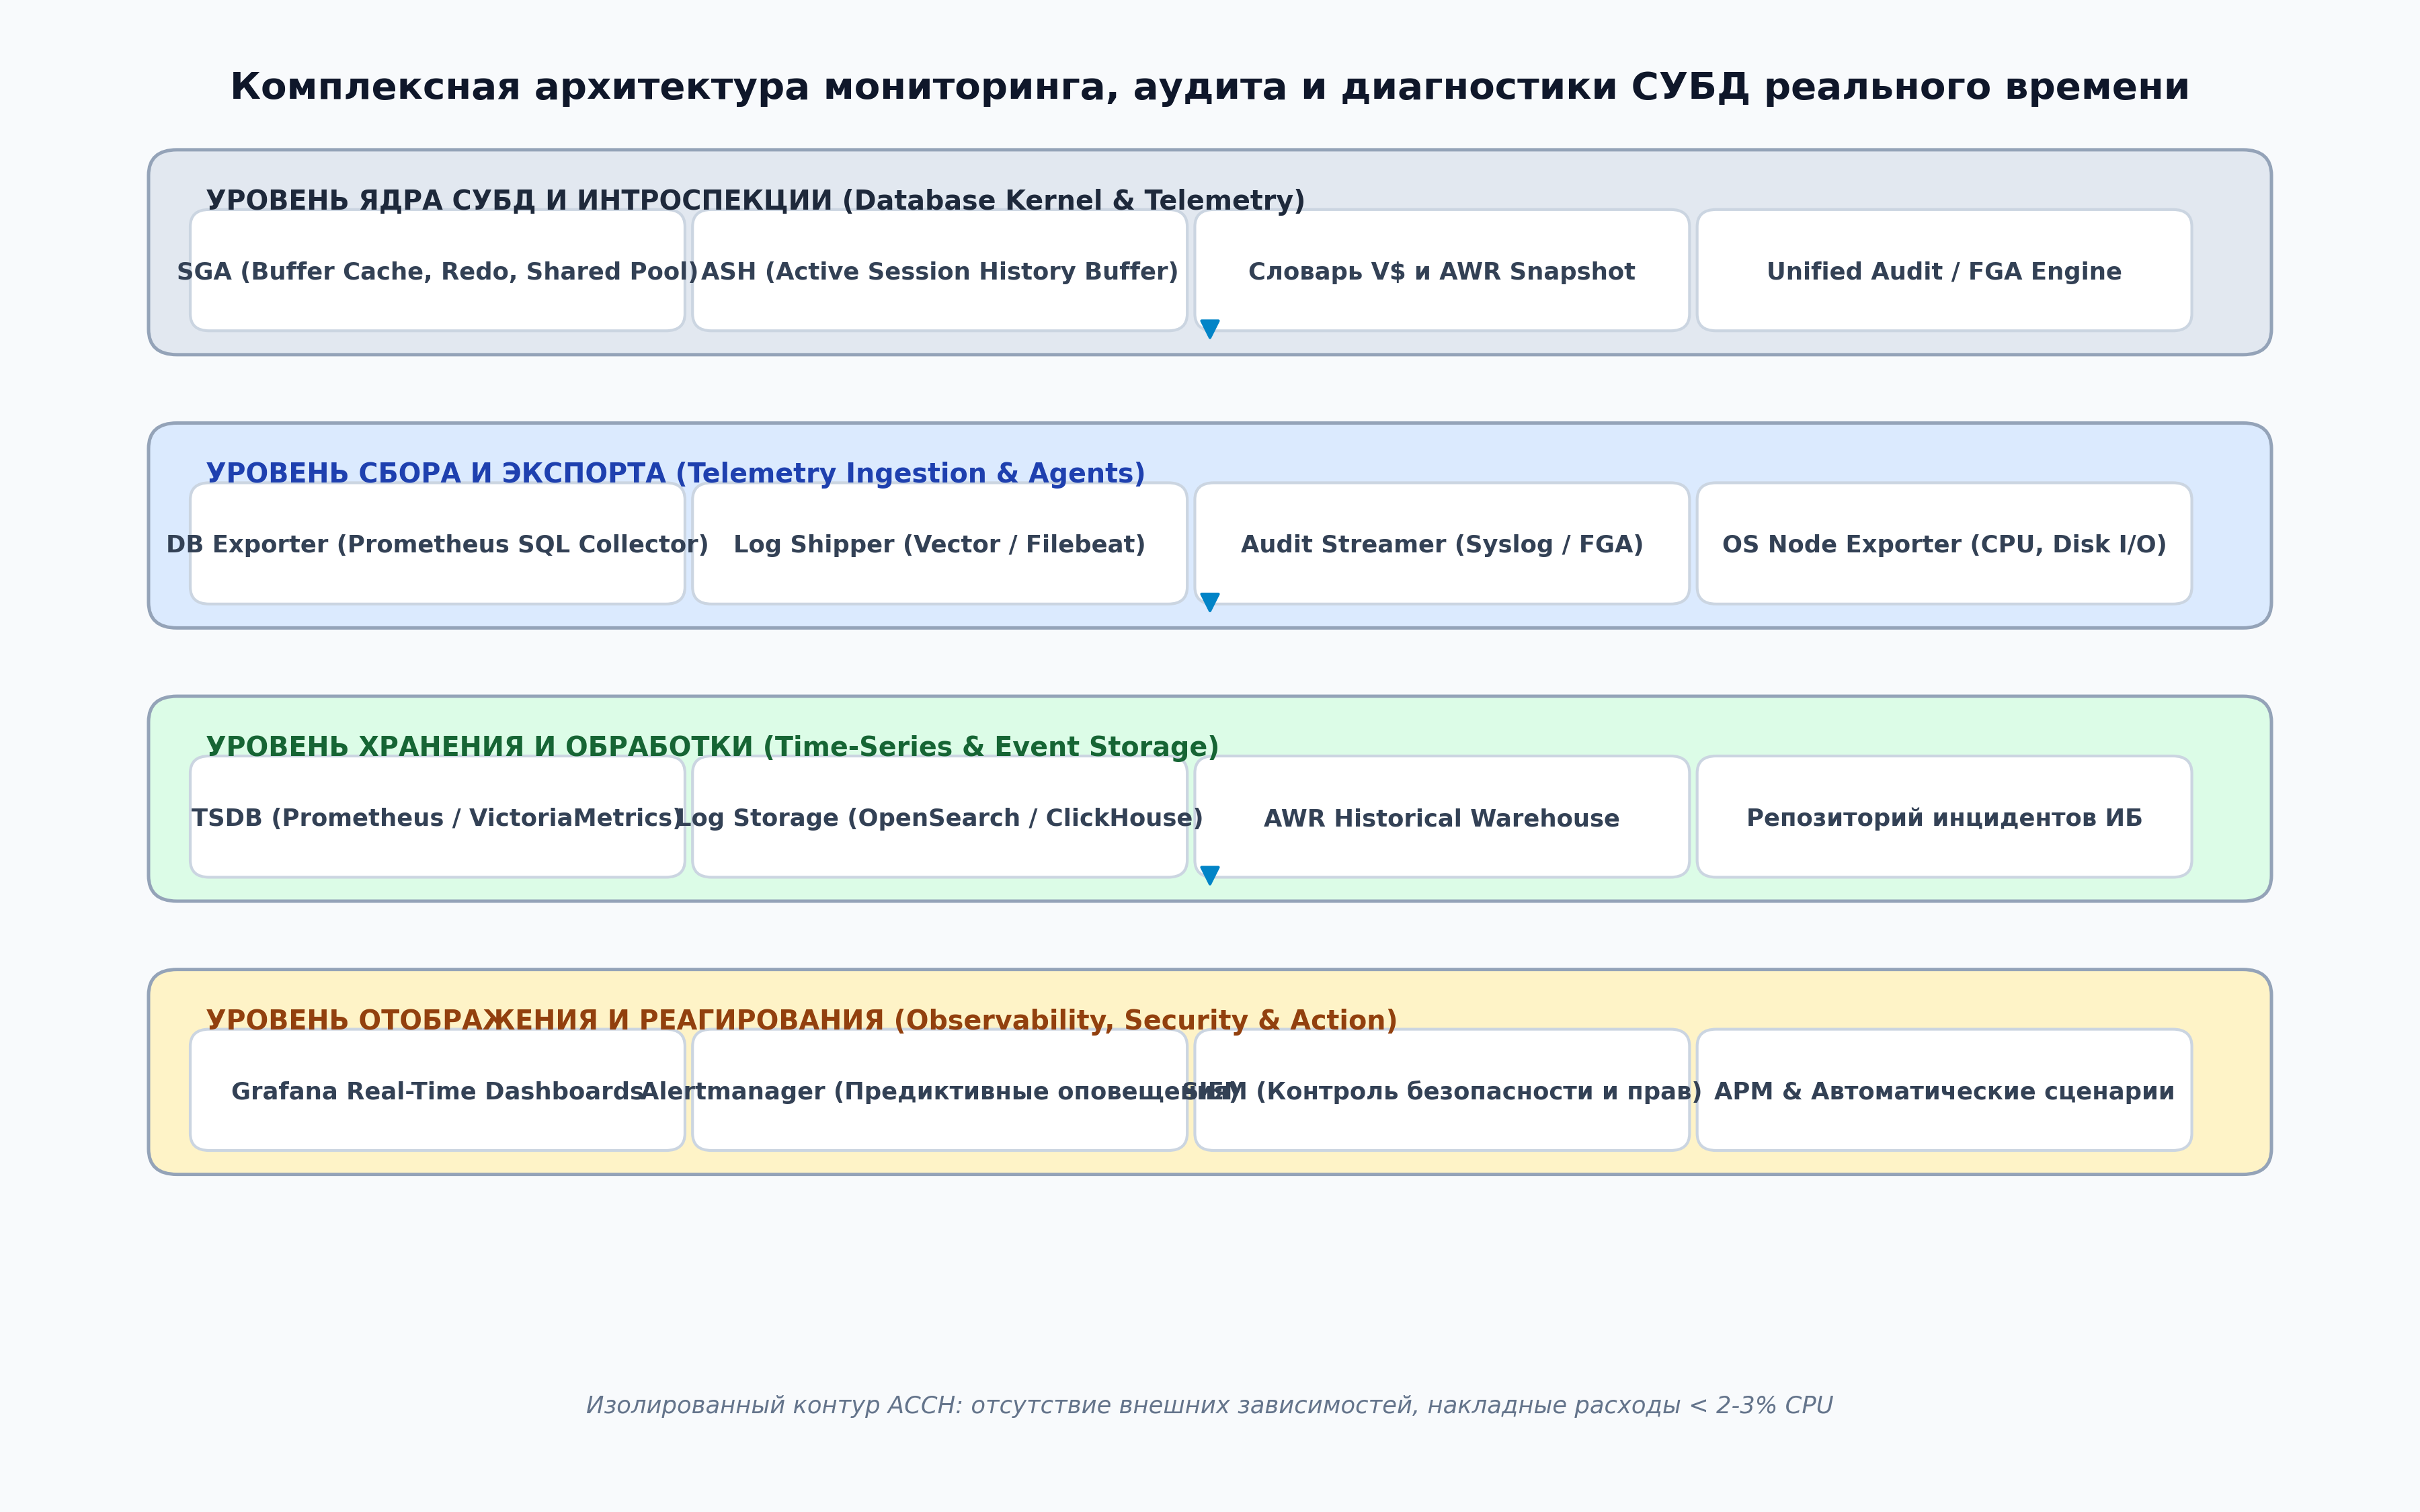 Комплексная архитектура мониторинга, аудита и диагностики СУБД реального времени
УРОВЕНЬ ЯДРА СУБД И ИНТРОСПЕКЦИИ (Database Kernel & Telemetry)
SGA (Buffer Cache, Redo, Shared Pool)
ASH (Active Session History Buffer)
Словарь V$ и AWR Snapshot
Unified Audit / FGA Engine
УРОВЕНЬ СБОРА И ЭКСПОРТА (Telemetry Ingestion & Agents)
DB Exporter (Prometheus SQL Collector)
Log Shipper (Vector / Filebeat)
Audit Streamer (Syslog / FGA)
OS Node Exporter (CPU, Disk I/O)
УРОВЕНЬ ХРАНЕНИЯ И ОБРАБОТКИ (Time-Series & Event Storage)
TSDB (Prometheus / VictoriaMetrics)
Log Storage (OpenSearch / ClickHouse)
AWR Historical Warehouse
Репозиторий инцидентов ИБ
УРОВЕНЬ ОТОБРАЖЕНИЯ И РЕАГИРОВАНИЯ (Observability, Security & Action)
Grafana Real-Time Dashboards
Alertmanager (Предиктивные оповещения)
SIEM (Контроль безопасности и прав)
АРМ & Автоматические сценарии
Изолированный контур АССН: отсутствие внешних зависимостей, накладные расходы < 2-3% CPU